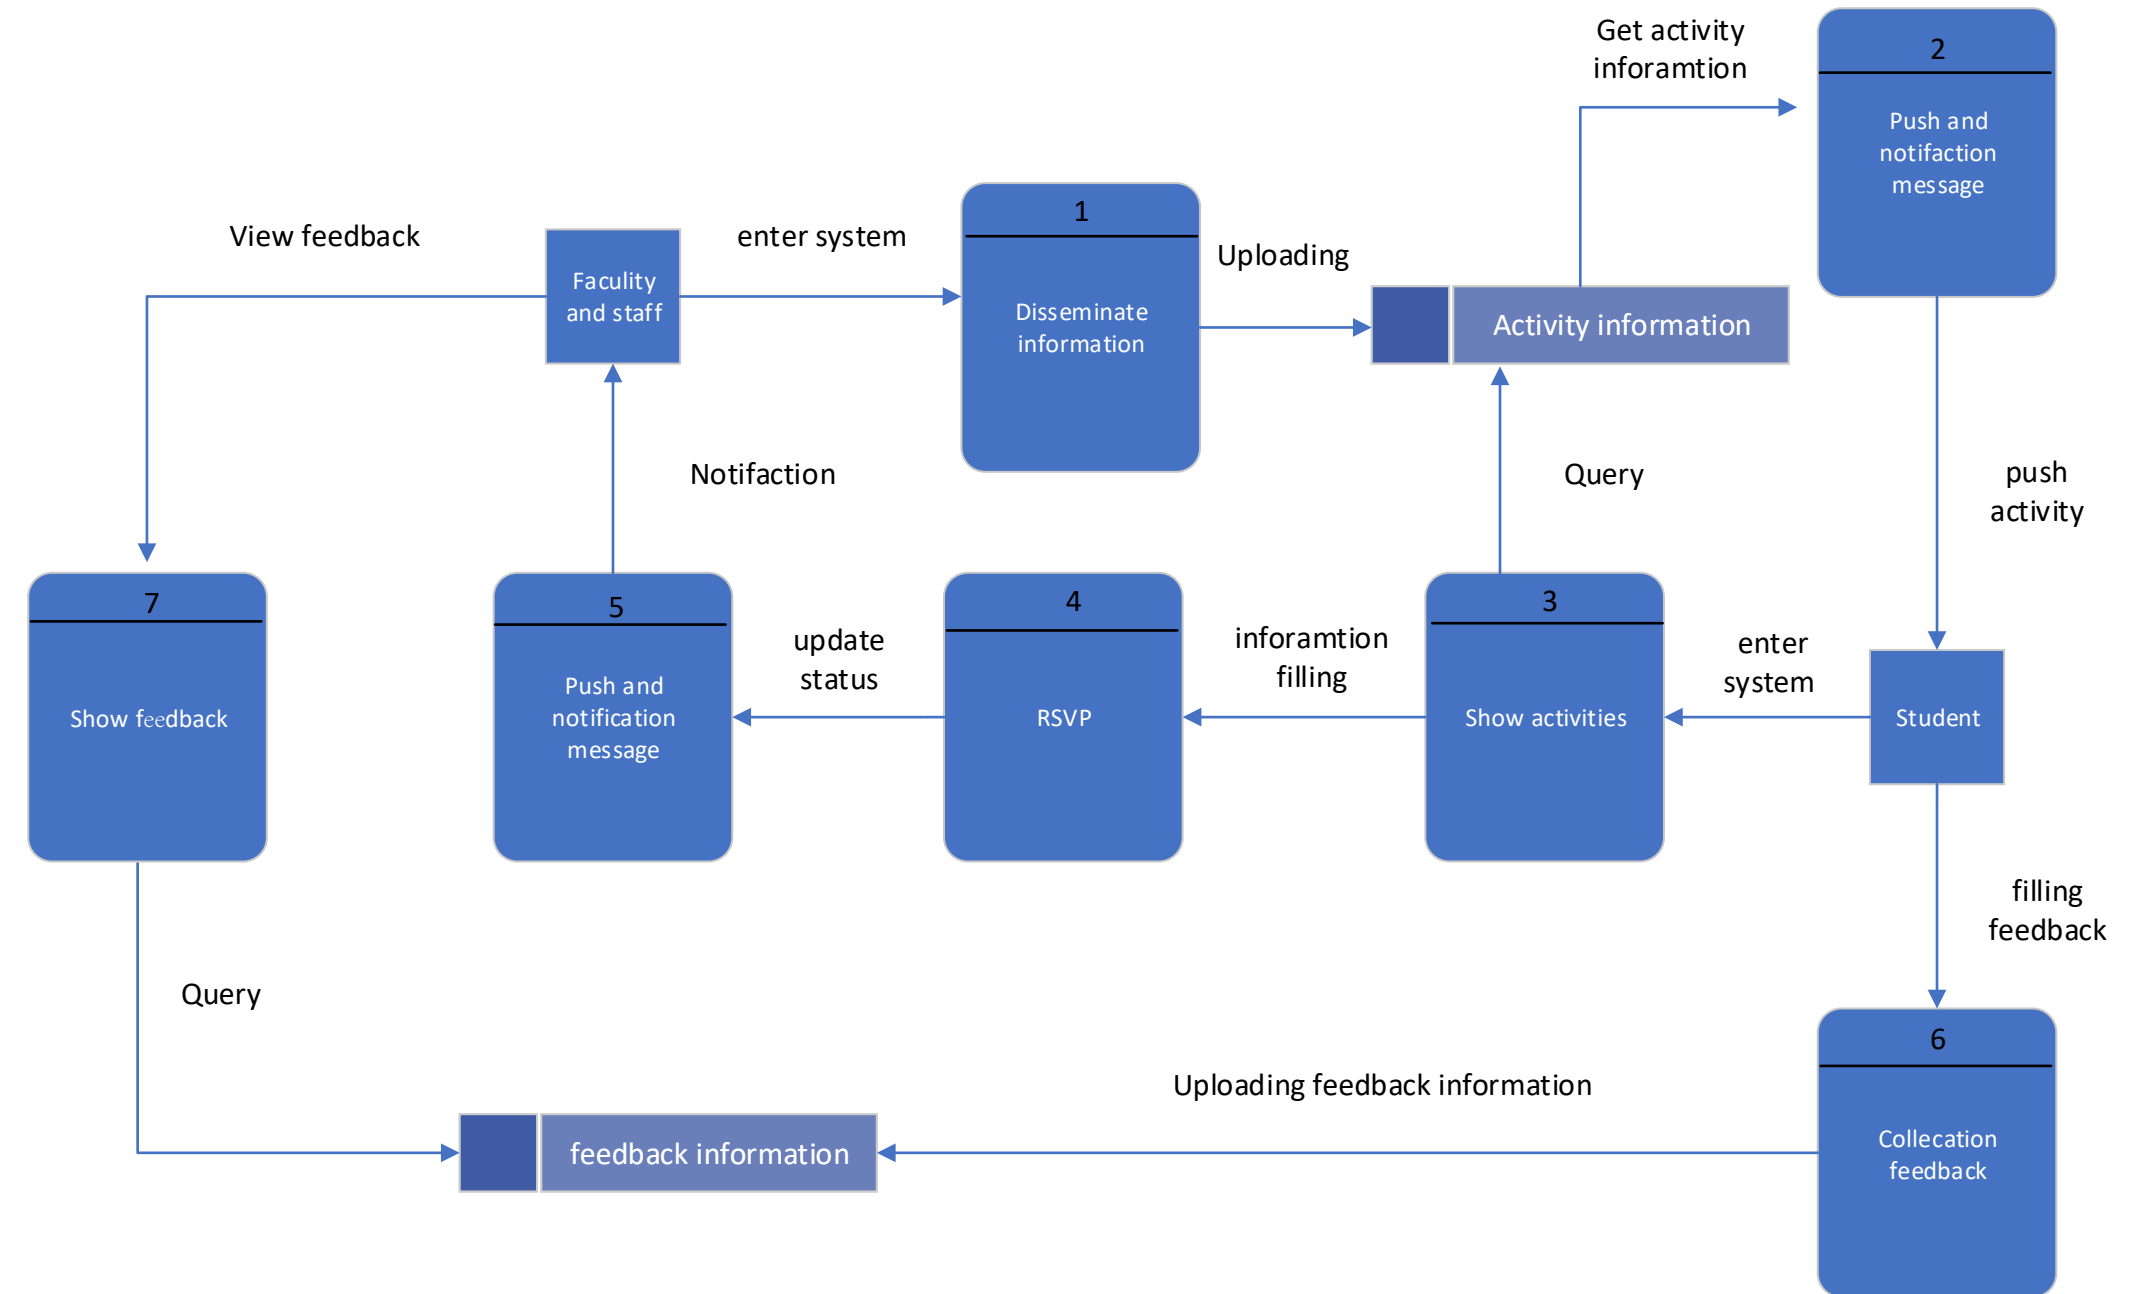 Get activity
inforamtion
2
Push and
notifaction
message
1
View feedback
enter system
Uploading
Faculity
and staff
Disseminate
information
Activity information
Notifaction
Query
push
activity
7
5
4
3
update
status
inforamtion
filling
enter
system
Show feedback
Push and
notification
message
RSVP
Show activities
Student
filling
feedback
Query
6
Uploading feedback information
feedback information
Collecation
feedback